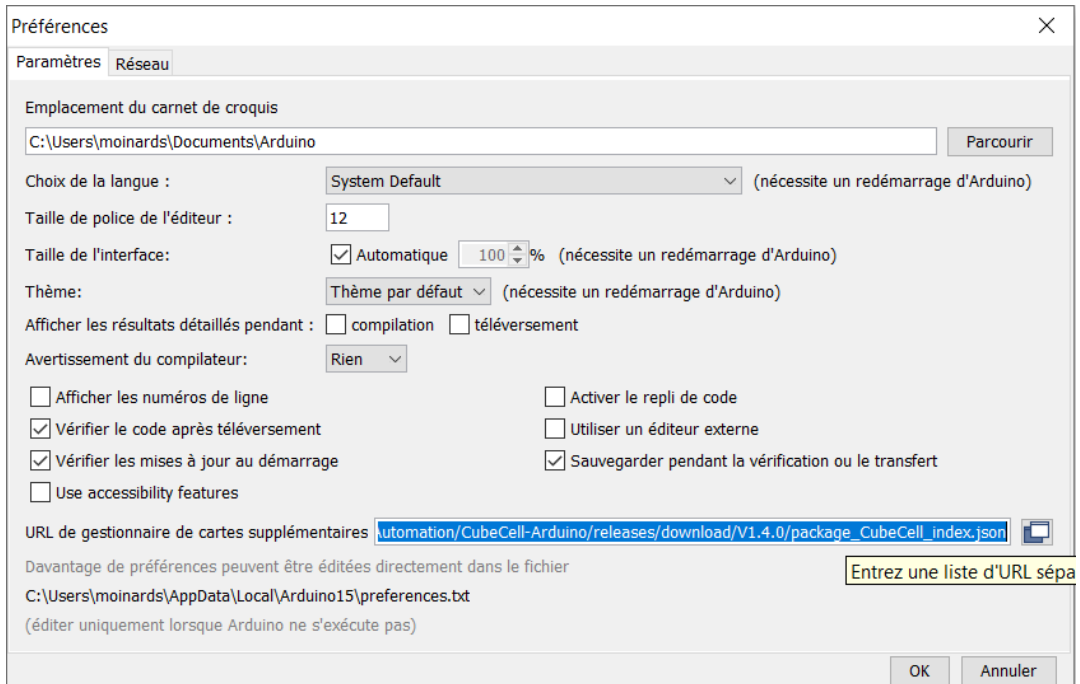 Préférences
Paramètres Réseau
Emplacement du carnet de croquis
C:\Users\moinards\Documents\Arduino Parcourir
Choix de la langue : System Default (nécessite un redémarrage d'Arduino)
Taille de police de l'éditeur : 12
Taille de l'interface: Automatique 100 % (nécessite un redémarrage d'Arduino)
Thème: Thème par défaut (nécessite un redémarrage d'Arduino)
Afficher les résultats détaillés pendant : compilation téléversement
Avertissement du compilateur: Rien
Afficher les numéros de ligne Activer le repli de code
Vérifier le code après téléversement Utiliser un éditeur externe
Vérifier les mises à jour au démarrage Sauvegarder pendant la vérification ou le transfert
Use accessibility features
URL de gestionnaire de cartes supplémentaires utomation/CubeCell-Arduino/releases/download/V1.4.0/package_CubeCell_index.json
Davantage de préférences peuvent être éditées directement dans le fichier
Entrez une liste d'URL sépa
C:\Users\moinards\AppData\Local\Arduino15\preferences.txt
(éditer uniquement lorsque Arduino ne s'exécute pas)
OK Annuler